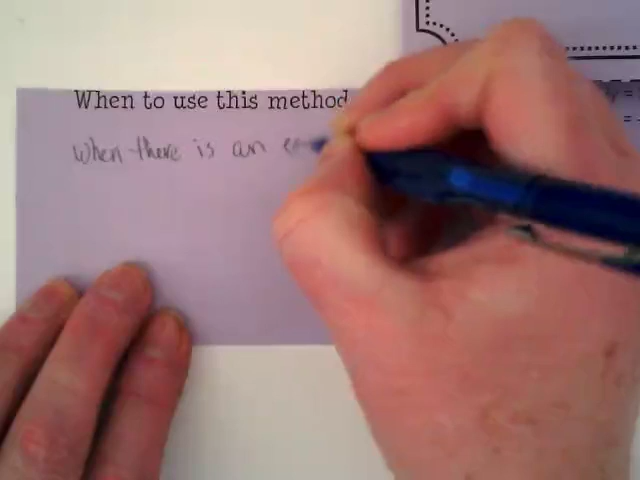 When to use this method
When there is an
=
=